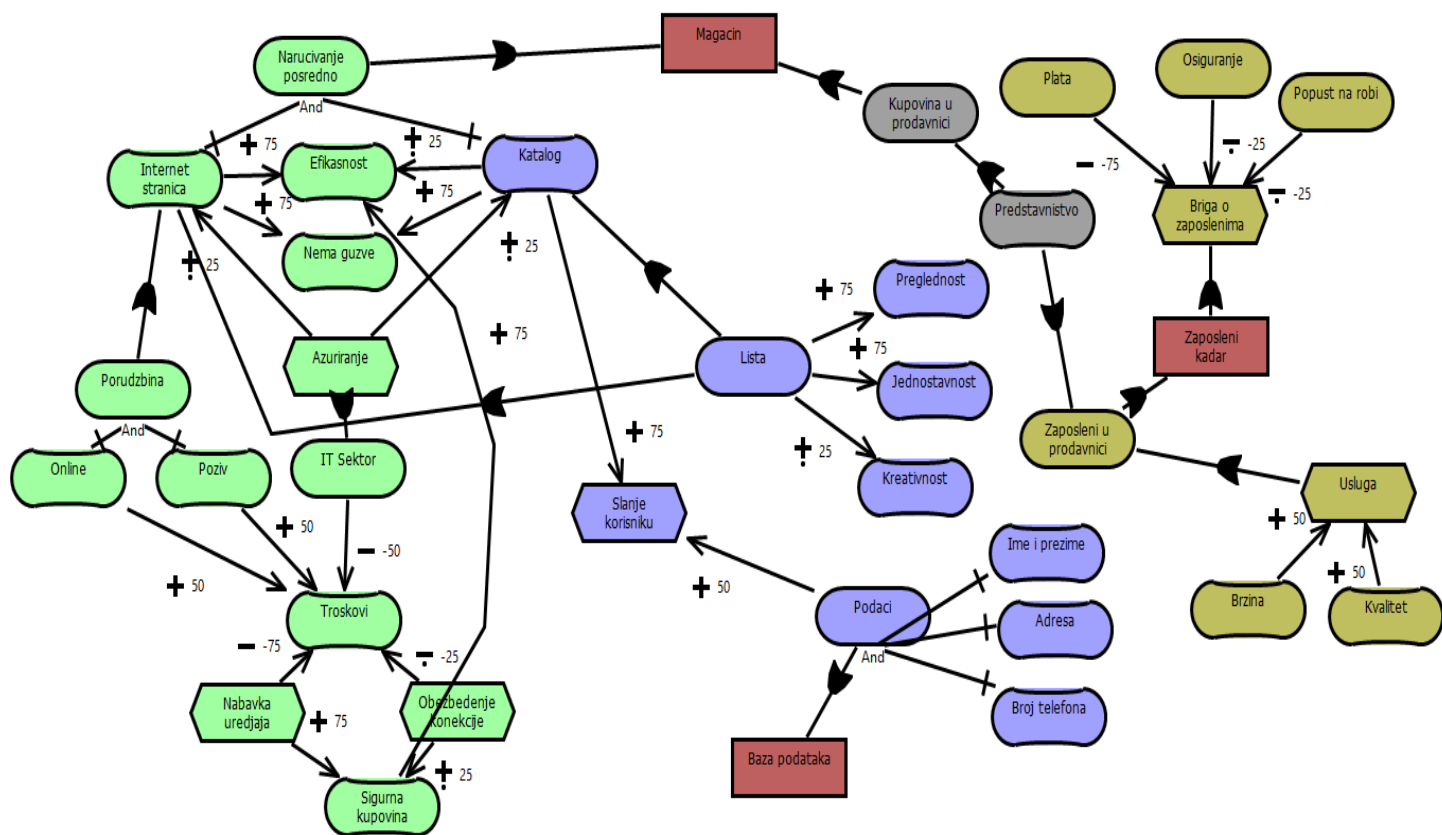 Magacin
Narucivanje
posredno
And
Osiguranje
Plata
Popust na robi
Kupovina u
prodavnici
75
25
-25
Internet
stranica
Efikasnost
Katalog
-75
75
75
-25
Predstavnistvo
Briga o
zaposlenima
Nema guzve
25
25
Preglednost
75
75
Azuriranje
Lista
75
Zaposleni
kadar
Porudzbina
Jednostavnost
And
Online
Poziv
IT Sektor
75
25
Zaposleni u
prodavnici
Kreativnost
Usluga
Slanje
korisniku
50
50
-50
Ime i prezime
50
50
50
Troskovi
Podaci
Adresa
Brzina
Kvalitet
-75
-25
And
Nabavka
uredjaja
75
Obezbedenje
konekcije
Broj telefona
Baza podataka
25
Sigurna
kupovina